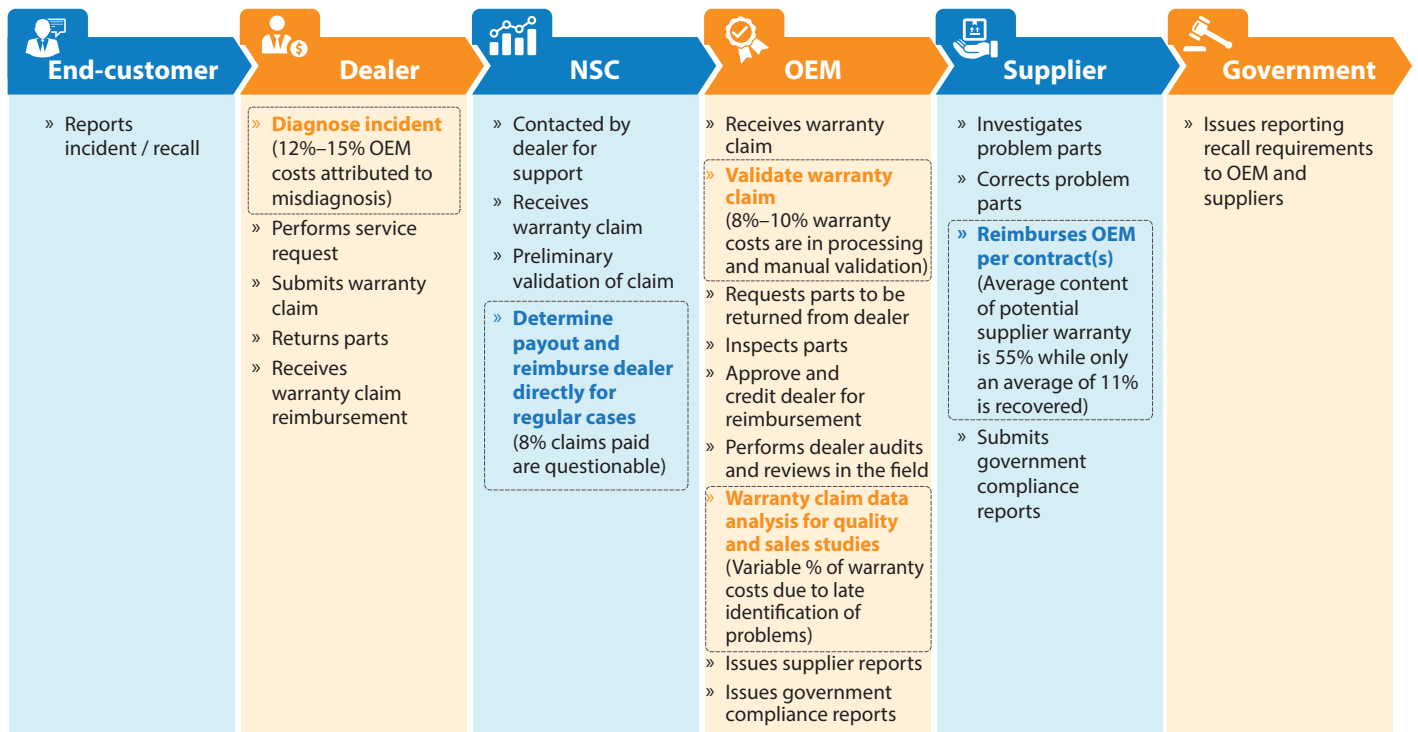 End-customer
» Reports
incident / recall
Dealer
» Diagnose incident
(12%–15% OEM
costs attributed to
misdiagnosis)
» Performs service
request
» Submits warranty
claim
» Returns parts
» Receives
warranty claim
reimbursement
NSC
» Contacted by
dealer for
support
» Receives
warranty claim
» Preliminary
validation of claim
» Determine
payout and
reimburse dealer
directly for
regular cases
(8% claims paid
are questionable)
OEM
» Receives warranty
claim
» Validate warranty
claim
(8%–10% warranty
costs are in processing
and manual validation)
» Requests parts to be
returned from dealer
» Inspects parts
» Approve and
credit dealer for
reimbursement
» Performs dealer audits
and reviews in the field
» Warranty claim data
analysis for quality
and sales studies
(Variable % of warranty
costs due to late
identification of
problems)
» Issues supplier reports
» Issues government
compliance reports
Supplier
» Investigates
problem parts
» Corrects problem
parts
» Reimburses OEM
per contract(s)
(Average content
of potential
supplier warranty
is 55% while only
an average of 11%
is recovered)
» Submits
government
compliance
reports
Government
» Issues reporting
recall requirements
to OEM and
suppliers